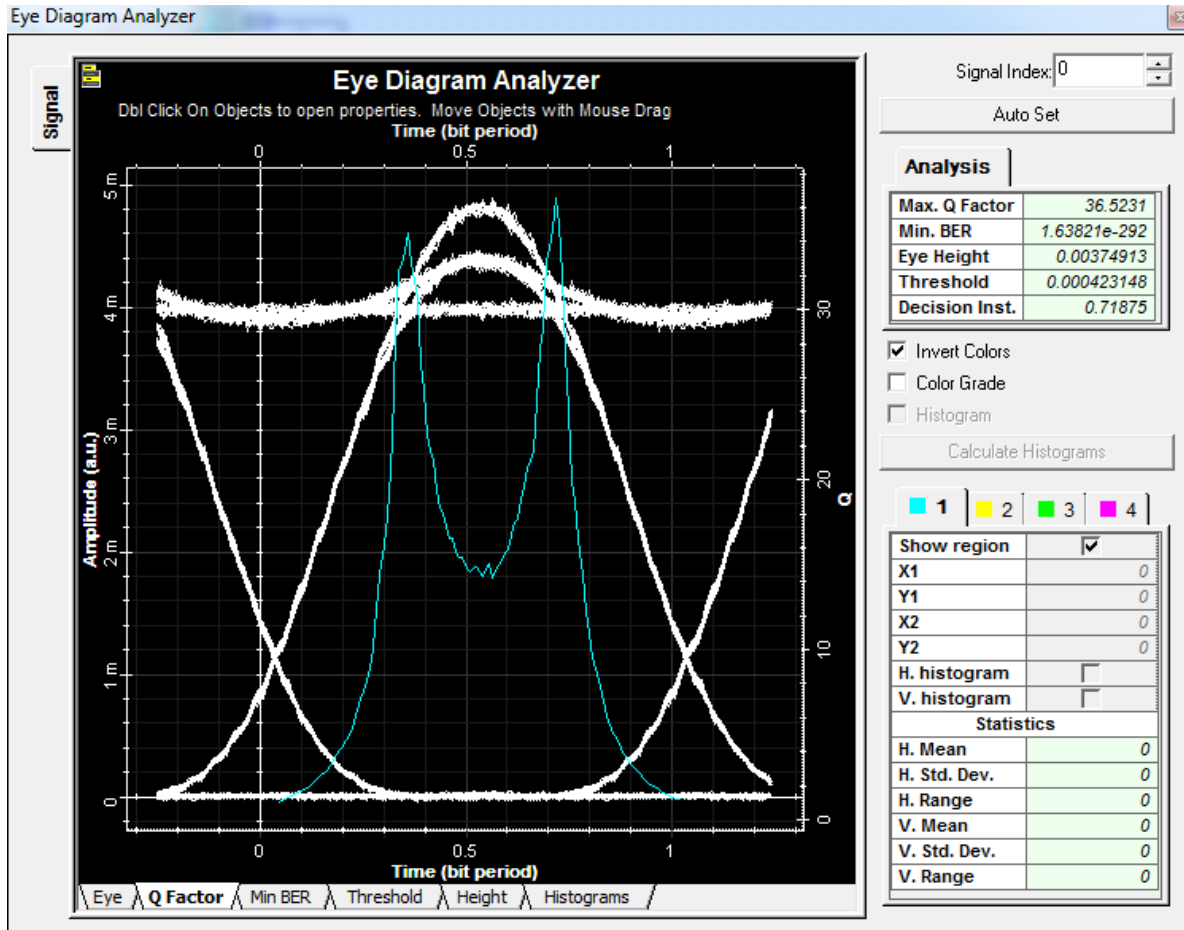 Eye Diagram Analyzer
Signal
Eye Diagram Analyzer
Dbl Click On Objects to open properties. Move Objects with Mouse Drag
Time (bit period)
0 0.5 1
5 m
4 m
3 m
2 m
1 m
0
Amplitude (a.u.)
30
20
10
0
Q
0 0.5 1
Time (bit period)
Eye Q Factor Min BER Threshold Height Histograms
Signal Index: 0
Auto Set
Analysis
Max. Q Factor 36.5231
Min. BER 1.63821e-292
Eye Height 0.00374913
Threshold 0.000423148
Decision Inst. 0.71875
Invert Colors
Color Grade
Histogram
Calculate Histograms
1 2 3 4
Show region
X1 0
Y1 0
X2 0
Y2 0
H. histogram
V. histogram
Statistics
H. Mean 0
H. Std. Dev. 0
H. Range 0
V. Mean 0
V. Std. Dev. 0
V. Range 0